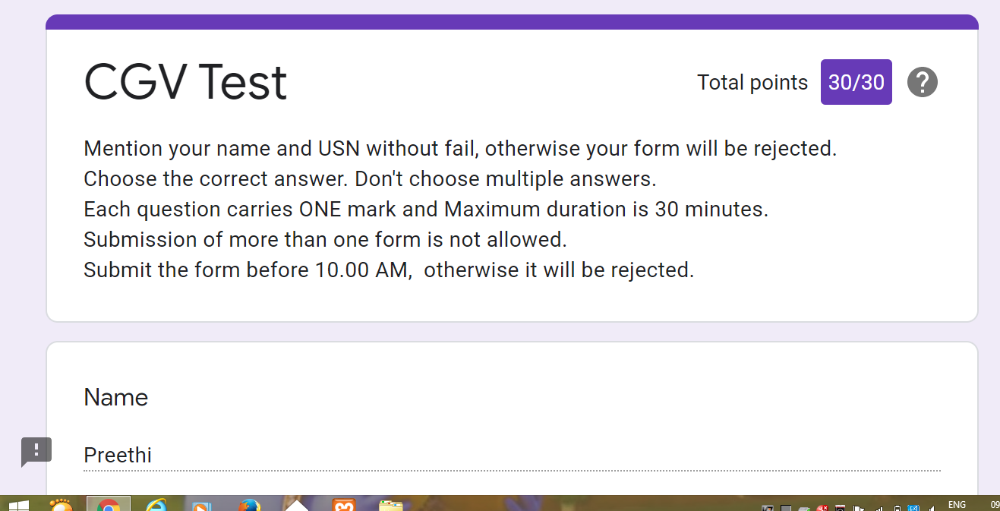 CGV Test
Total points 30/30
Mention your name and USN without fail, otherwise your form will be rejected.
Choose the correct answer. Don't choose multiple answers.
Each question carries ONE mark and Maximum duration is 30 minutes.
Submission of more than one form is not allowed.
Submit the form before 10.00 AM,  otherwise it will be rejected.
Name
Preethi
ENG